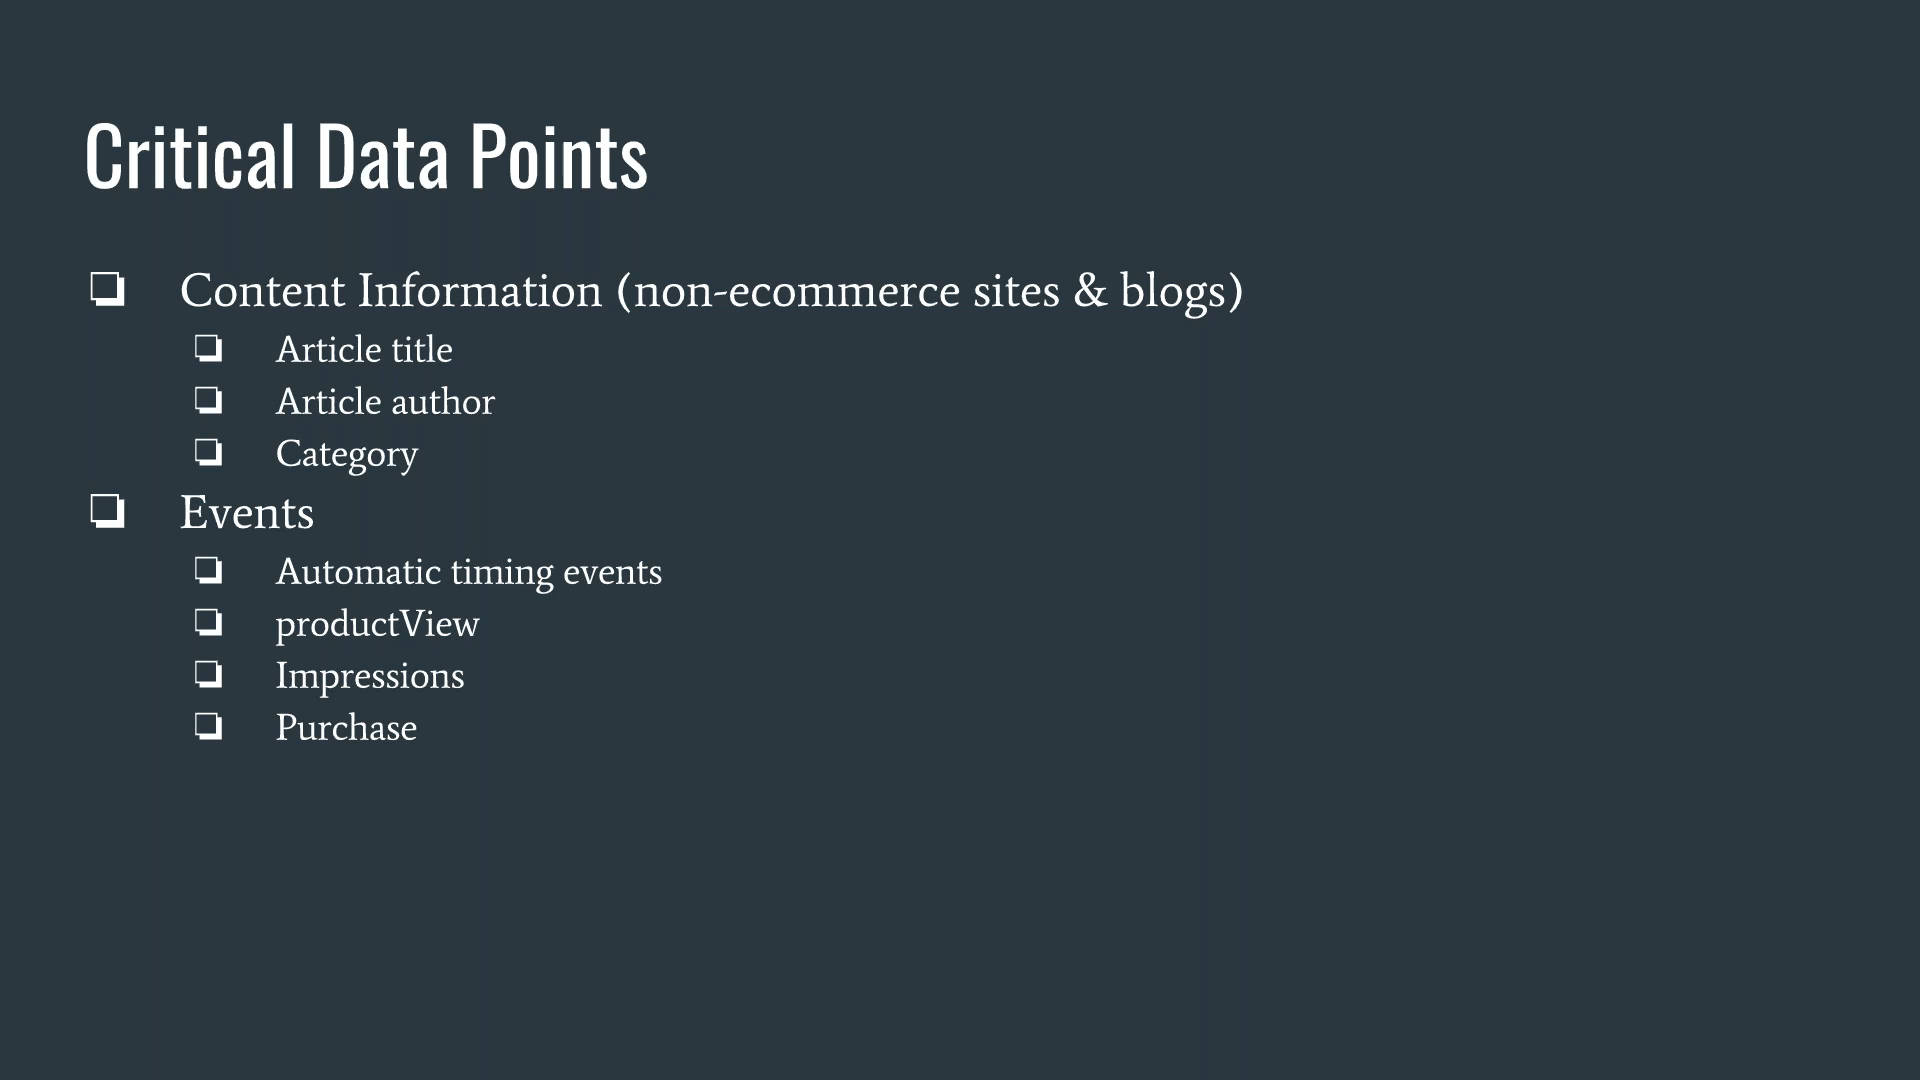 Critical Data Points
❏ Content Information (non-ecommerce sites & blogs)
❏ Article title
❏ Article author
❏ Category
❏ Events
❏ Automatic timing events
❏ productView
❏ Impressions
❏ Purchase